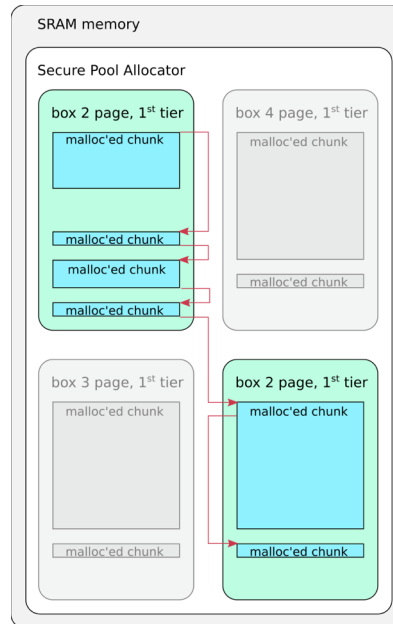 SRAM memory
Secure Pool Allocator
box 2 page, 1st tier
malloc'ed chunk
malloc'ed chunk
malloc'ed chunk
malloc'ed chunk
box 4 page, 1st tier
malloc'ed chunk
malloc'ed chunk
box 3 page, 1st tier
malloc'ed chunk
malloc'ed chunk
box 2 page, 1st tier
malloc'ed chunk
malloc'ed chunk